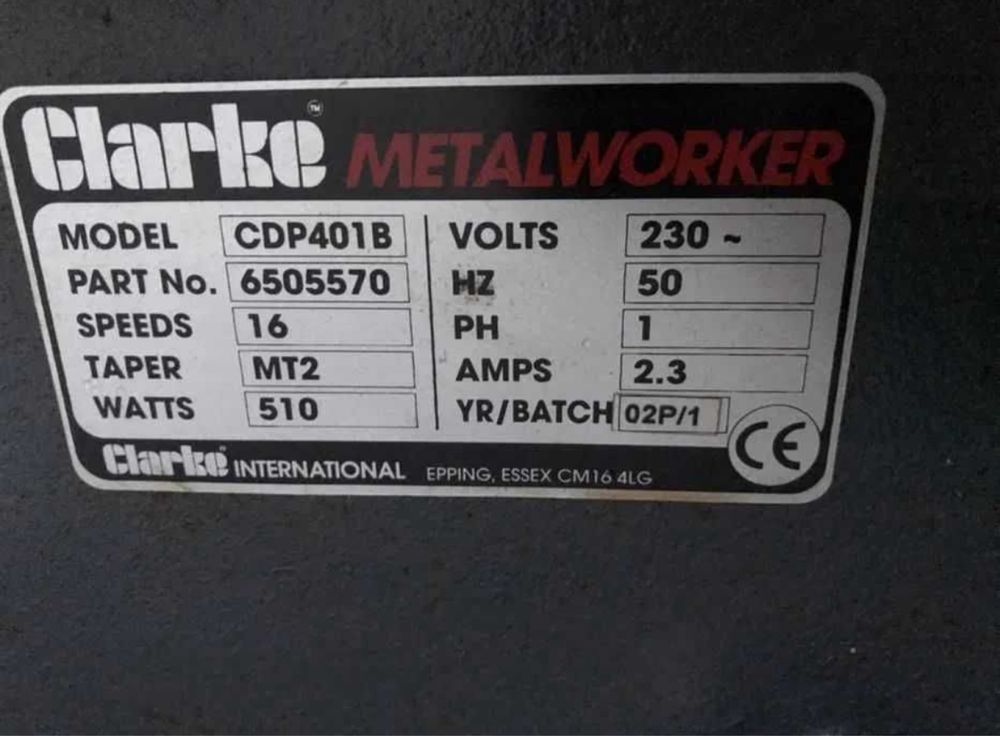 Clarke™ METALWORKER
MODEL CDP401B VOLTS 230 ~
PART No. 6505570 HZ 50
SPEEDS 16 PH 1
TAPER MT2 AMPS 2.3
WATTS 510 YR/BATCH 02P/1
CE
Clarke INTERNATIONAL EPPING, ESSEX CM16 4LG